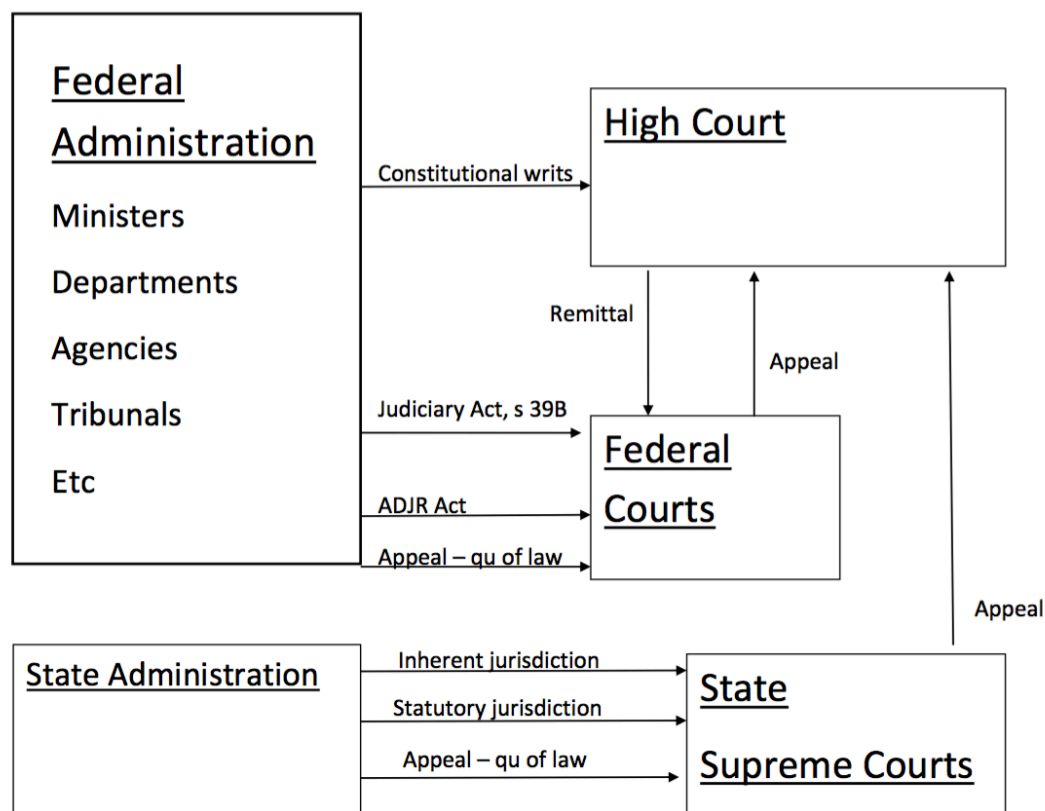 Federal
Administration
Ministers
Departments
Agencies
Tribunals
Etc
Constitutional writs
High Court
Remittal
Appeal
Judiciary Act, s 39B
ADJR Act
Appeal – qu of law
Federal
Courts
Appeal
State Administration
Inherent jurisdiction
Statutory jurisdiction
Appeal – qu of law
State
Supreme Courts